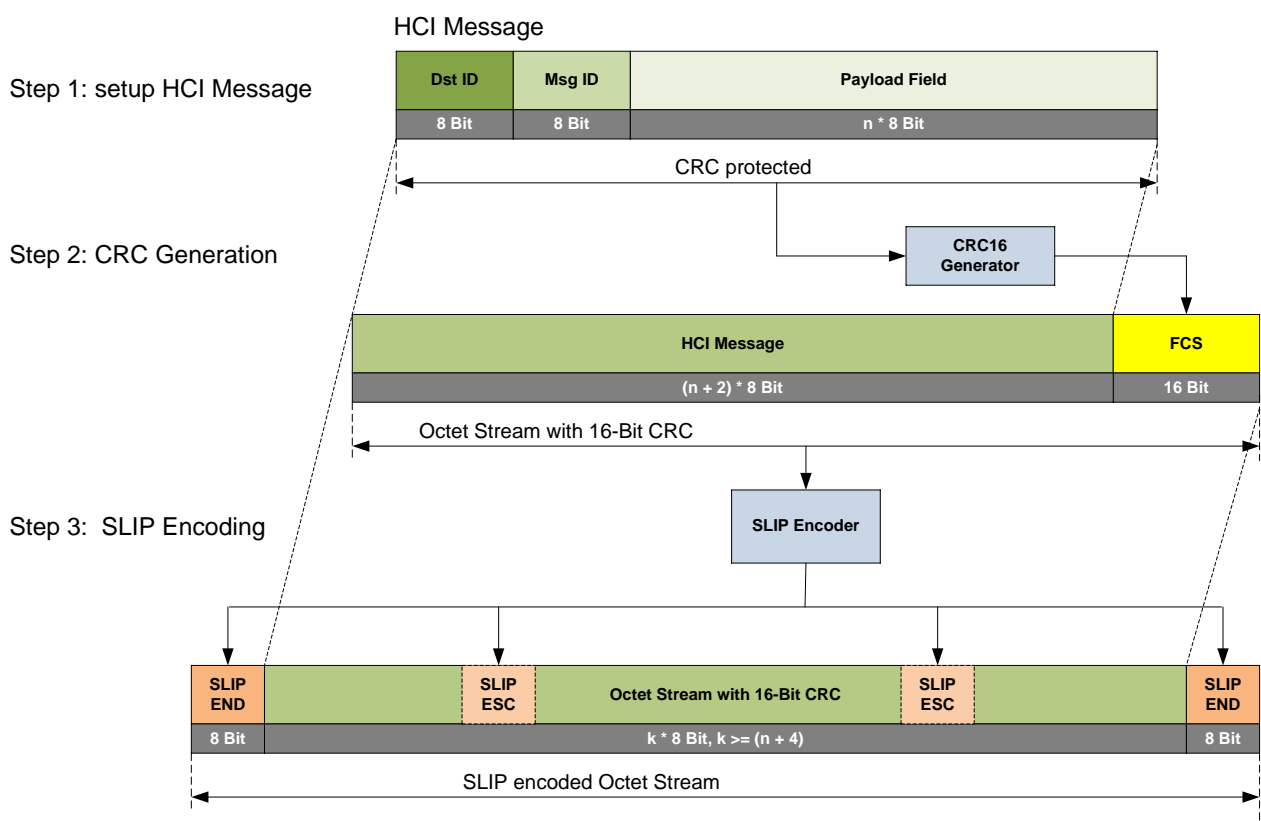 HCI Message
Step 1: setup HCI Message
Dst ID
Msg ID
Payload Field
8 Bit
8 Bit
n * 8 Bit
CRC protected
Step 2: CRC Generation
CRC16
Generator
HCI Message
FCS
(n + 2) * 8 Bit
16 Bit
Octet Stream with 16-Bit CRC
Step 3:  SLIP Encoding
SLIP Encoder
SLIP
END
SLIP
ESC
Octet Stream with 16-Bit CRC
SLIP
ESC
SLIP
END
8 Bit
k * 8 Bit, k >= (n + 4)
8 Bit
SLIP encoded Octet Stream